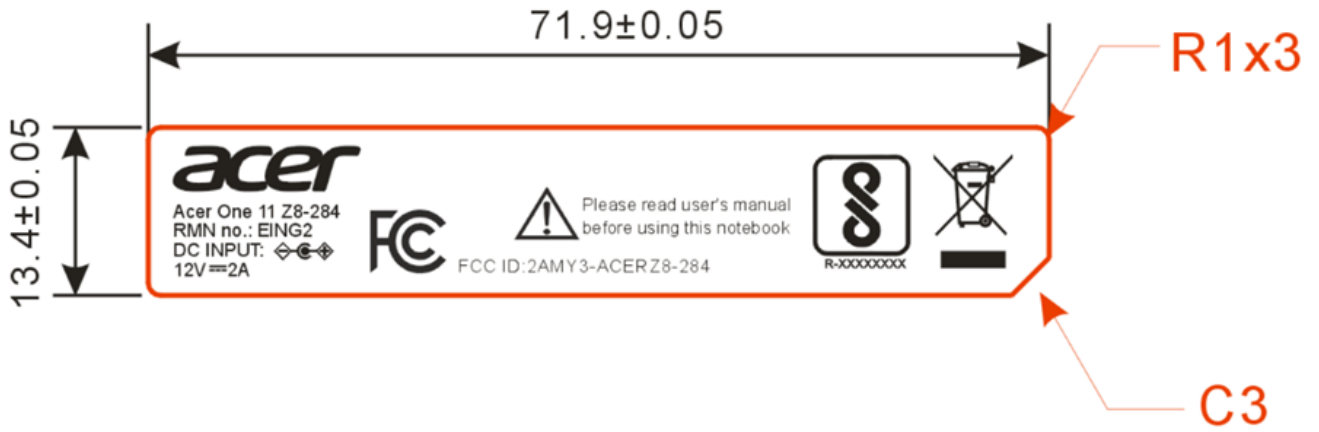 71.9±0.05
R1x3
13.4±0.05
acer
Acer One 11 Z8-284
RMN no.: EING2
DC INPUT:
12V⎓2A
FC
FCC ID:2AMY3-ACERZ8-284
Please read user's manual
before using this notebook
R-XXXXXXXX
C3